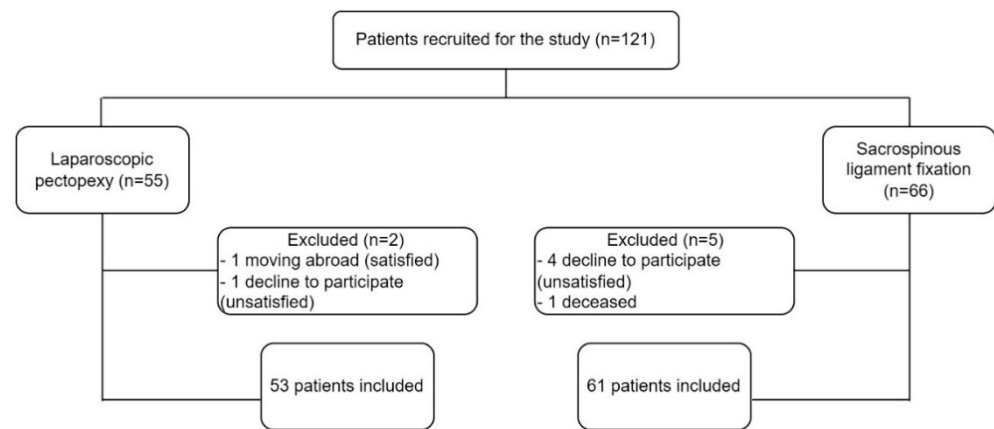 Patients recruited for the study (n=121)
Laparoscopic
pectopexy (n=55)
Sacrospinous
ligament fixation
(n=66)
Excluded (n=2)
- 1 moving abroad (satisfied)
- 1 decline to participate
(unsatisfied)
Excluded (n=5)
- 4 decline to participate
(unsatisfied)
- 1 deceased
53 patients included
61 patients included